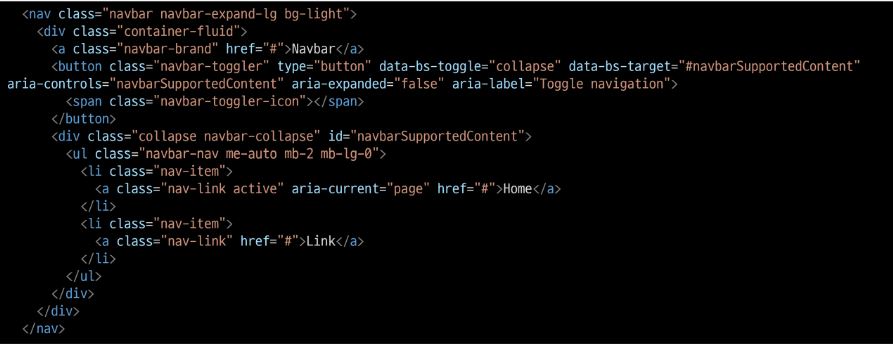 <nav class="navbar navbar-expand-lg bg-light">
<div class="container-fluid">
<a class="navbar-brand" href="#">Navbar</a>
<button class="navbar-toggler" type="button" data-bs-toggle="collapse" data-bs-target="#navbarSupportedContent"
aria-controls="navbarSupportedContent" aria-expanded="false" aria-label="Toggle navigation">
<span class="navbar-toggler-icon"></span>
</button>
<div class="collapse navbar-collapse" id="navbarSupportedContent">
<ul class="navbar-nav me-auto mb-2 mb-lg-0">
<li class="nav-item">
<a class="nav-link active" aria-current="page" href="#">Home</a>
</li>
<li class="nav-item">
<a class="nav-link" href="#">Link</a>
</li>
</ul>
</div>
</div>
</nav>